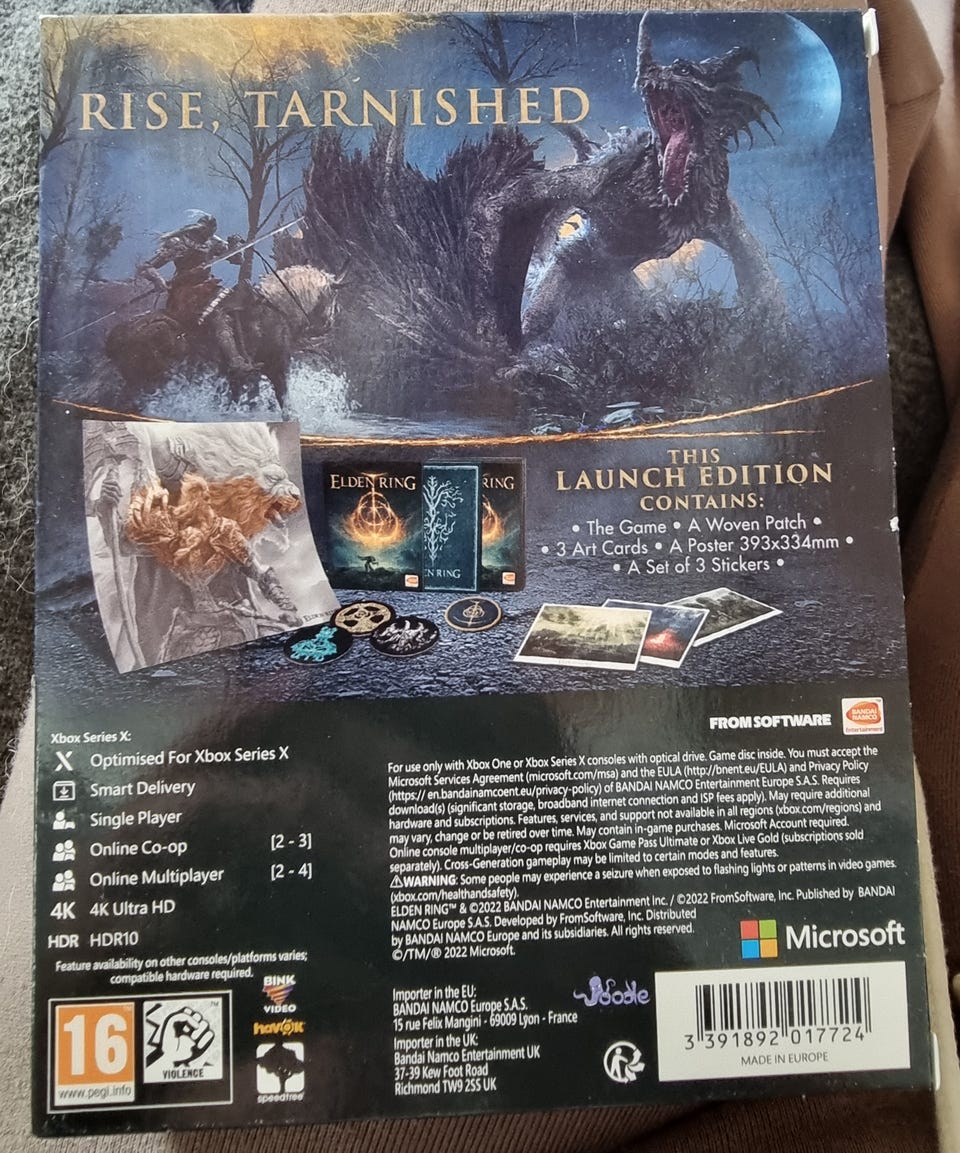 RISE, TARNISHED
ELDEN RING
RING
EN RING
THIS
LAUNCH EDITION
CONTAINS:
• The Game • A Woven Patch •
• 3 Art Cards • A Poster 393x334mm •
• A Set of 3 Stickers •
FROMSOFTWARE
BANDAI
NAMCO
Entertainment
Xbox Series X:
X Optimised For Xbox Series X
Smart Delivery
Single Player
Online Co-op [2 - 3]
Online Multiplayer [2 - 4]
4K 4K Ultra HD
HDR HDR10
Feature availability on other consoles/platforms varies;
compatible hardware required.
For use only with Xbox One or Xbox Series X consoles with optical drive. Game disc inside. You must accept the
Microsoft Services Agreement (microsoft.com/msa) and the EULA (http://bnent.eu/EULA) and Privacy Policy
(https:// en.bandainamcoent.eu/privacy-policy) of BANDAI NAMCO Entertainment Europe S.A.S. Requires
download(s) (significant storage, broadband internet connection and ISP fees apply). May require additional
hardware and subscriptions. Features, services, and support not available in all regions (xbox.com/regions) and
may vary, change or be retired over time. May contain in-game purchases. Microsoft Account required.
Online console multiplayer/co-op requires Xbox Game Pass Ultimate or Xbox Live Gold (subscriptions sold
separately). Cross-Generation gameplay may be limited to certain modes and features.
⚠WARNING: Some people may experience a seizure when exposed to flashing lights or patterns in video games.
(xbox.com/healthandsafety).
ELDEN RING™ & ©2022 BANDAI NAMCO Entertainment Inc. / ©2022 FromSoftware, Inc. Published by BANDAI
NAMCO Europe S.A.S. Developed by FromSoftware, Inc. Distributed
by BANDAI NAMCO Europe and its subsidiaries. All rights reserved.
©/TM/® 2022 Microsoft.
Microsoft
16
www.pegi.info
VIOLENCE
™
BINK
VIDEO
havok
speedtree
Importer in the EU:
BANDAI NAMCO Europe S.A.S.
15 rue Felix Mangini - 69009 Lyon - France
Importer in the UK:
Bandai Namco Entertainment UK
37-39 Kew Foot Road
Richmond TW9 2SS UK
3 391892 017724
MADE IN EUROPE